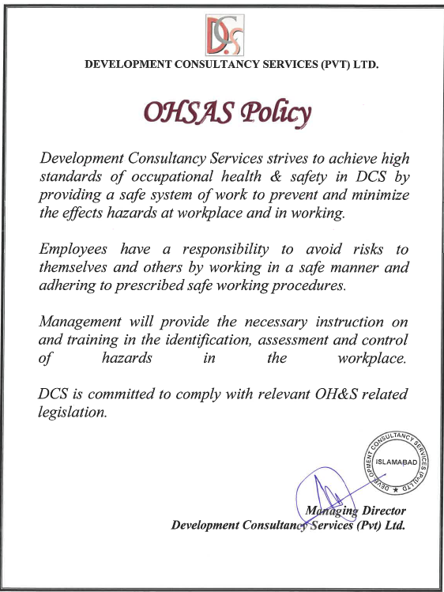 DCS
DEVELOPMENT CONSULTANCY SERVICES (PVT) LTD.
OHSAS Policy
Development Consultancy Services strives to achieve high
standards of occupational health & safety in DCS by
providing a safe system of work to prevent and minimize
the effects hazards at workplace and in working.
Employees have a responsibility to avoid risks to
themselves and others by working in a safe manner and
adhering to prescribed safe working procedures.
Management will provide the necessary instruction on
and training in the identification, assessment and control
of hazards in the workplace.
DCS is committed to comply with relevant OH&S related
legislation.
DEVELOPMENT CONSULTANCY SERVICES (PVT) LTD
ISLAMABAD
Managing Director
Development Consultancy Services (Pvt) Ltd.